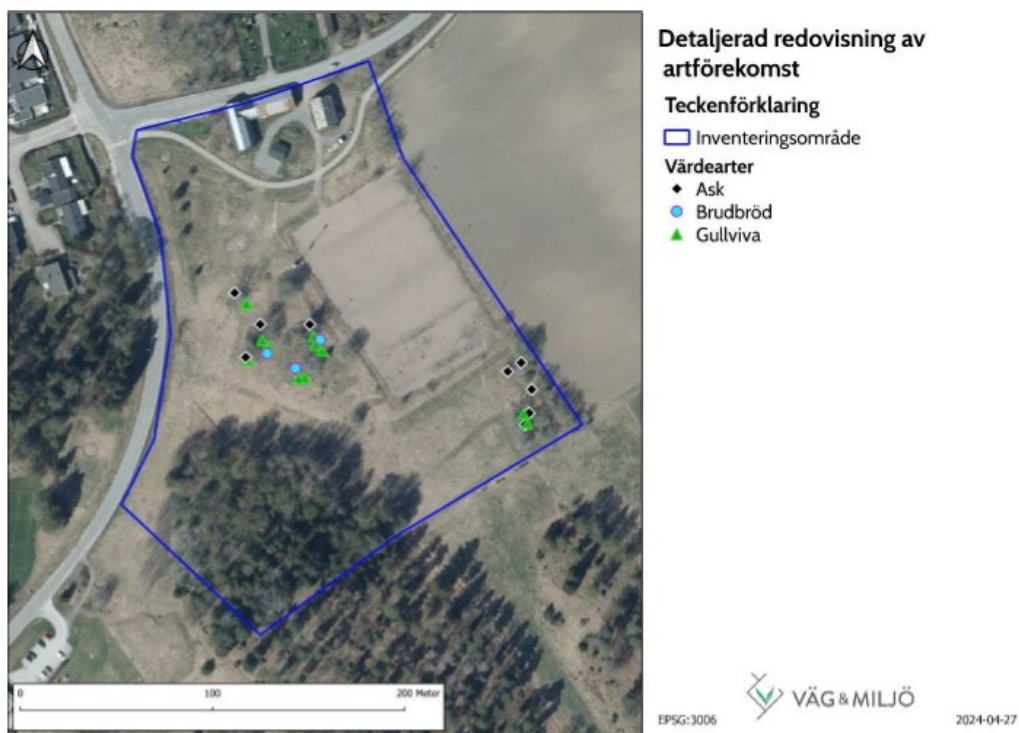 Detaljerad redovisning av
artförekomst
Teckenförklaring
Inventeringsområde
Värdearter
Ask
Brudbröd
Gullviva
0 100 200 Meter
VÄG & MILJÖ
EPSG:3006 2024-04-27